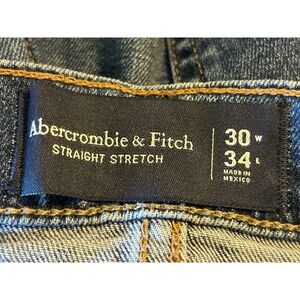 Abercrombie & Fitch
STRAIGHT STRETCH
30 W
34 L
MADE IN
MEXICO